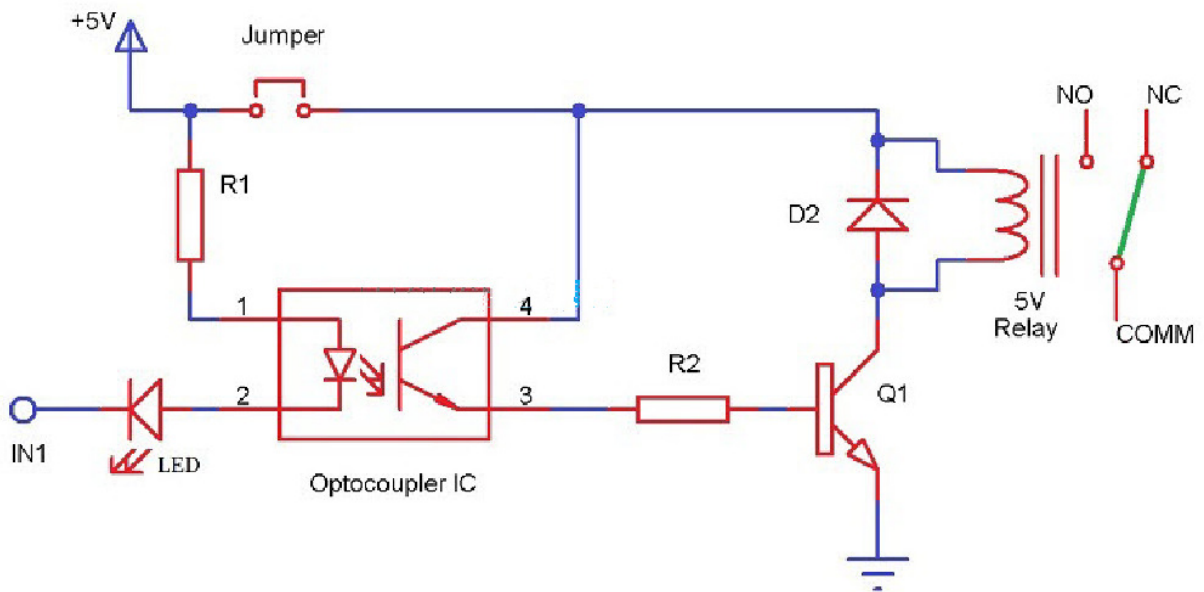 +5V
Jumper
NO
NC
R1
D2
1
4
5V
Relay
COMM
R2
Q1
2
3
IN1
LED
Optocoupler IC